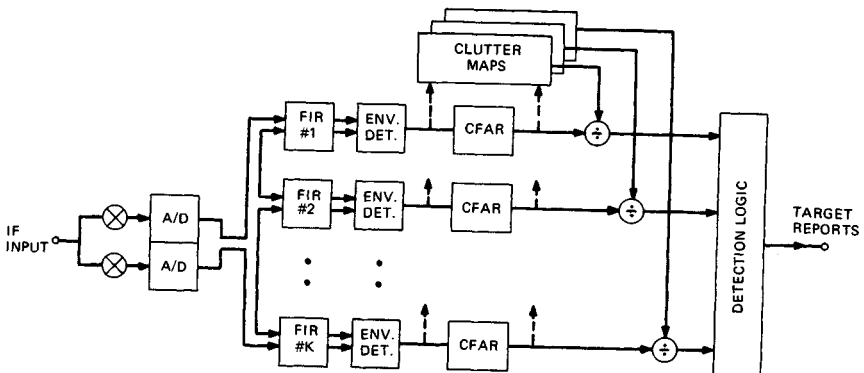 CLUTTER
MAPS
FIR
#1
ENV.
DET.
CFAR
÷
FIR
#2
ENV.
DET.
CFAR
÷
IF
INPUT
A/D
A/D
DETECTION LOGIC
TARGET
REPORTS
FIR
#K
ENV.
DET.
CFAR
÷